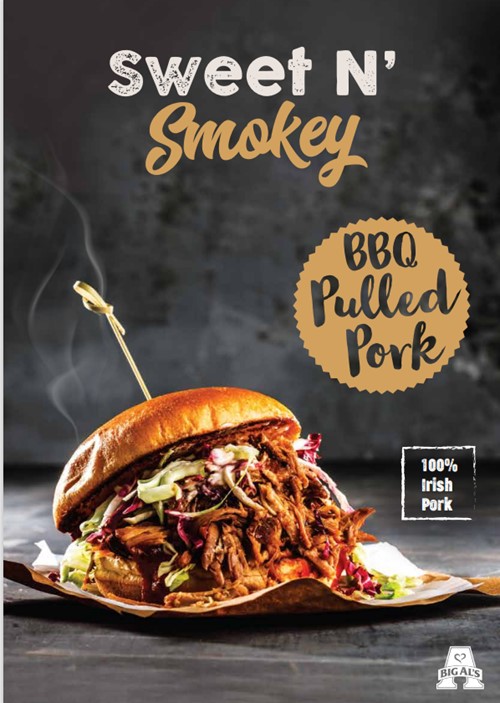 Sweet N'
Smokey
BBQ
Pulled
Pork
100%
Irish
Pork
BIG AL'S